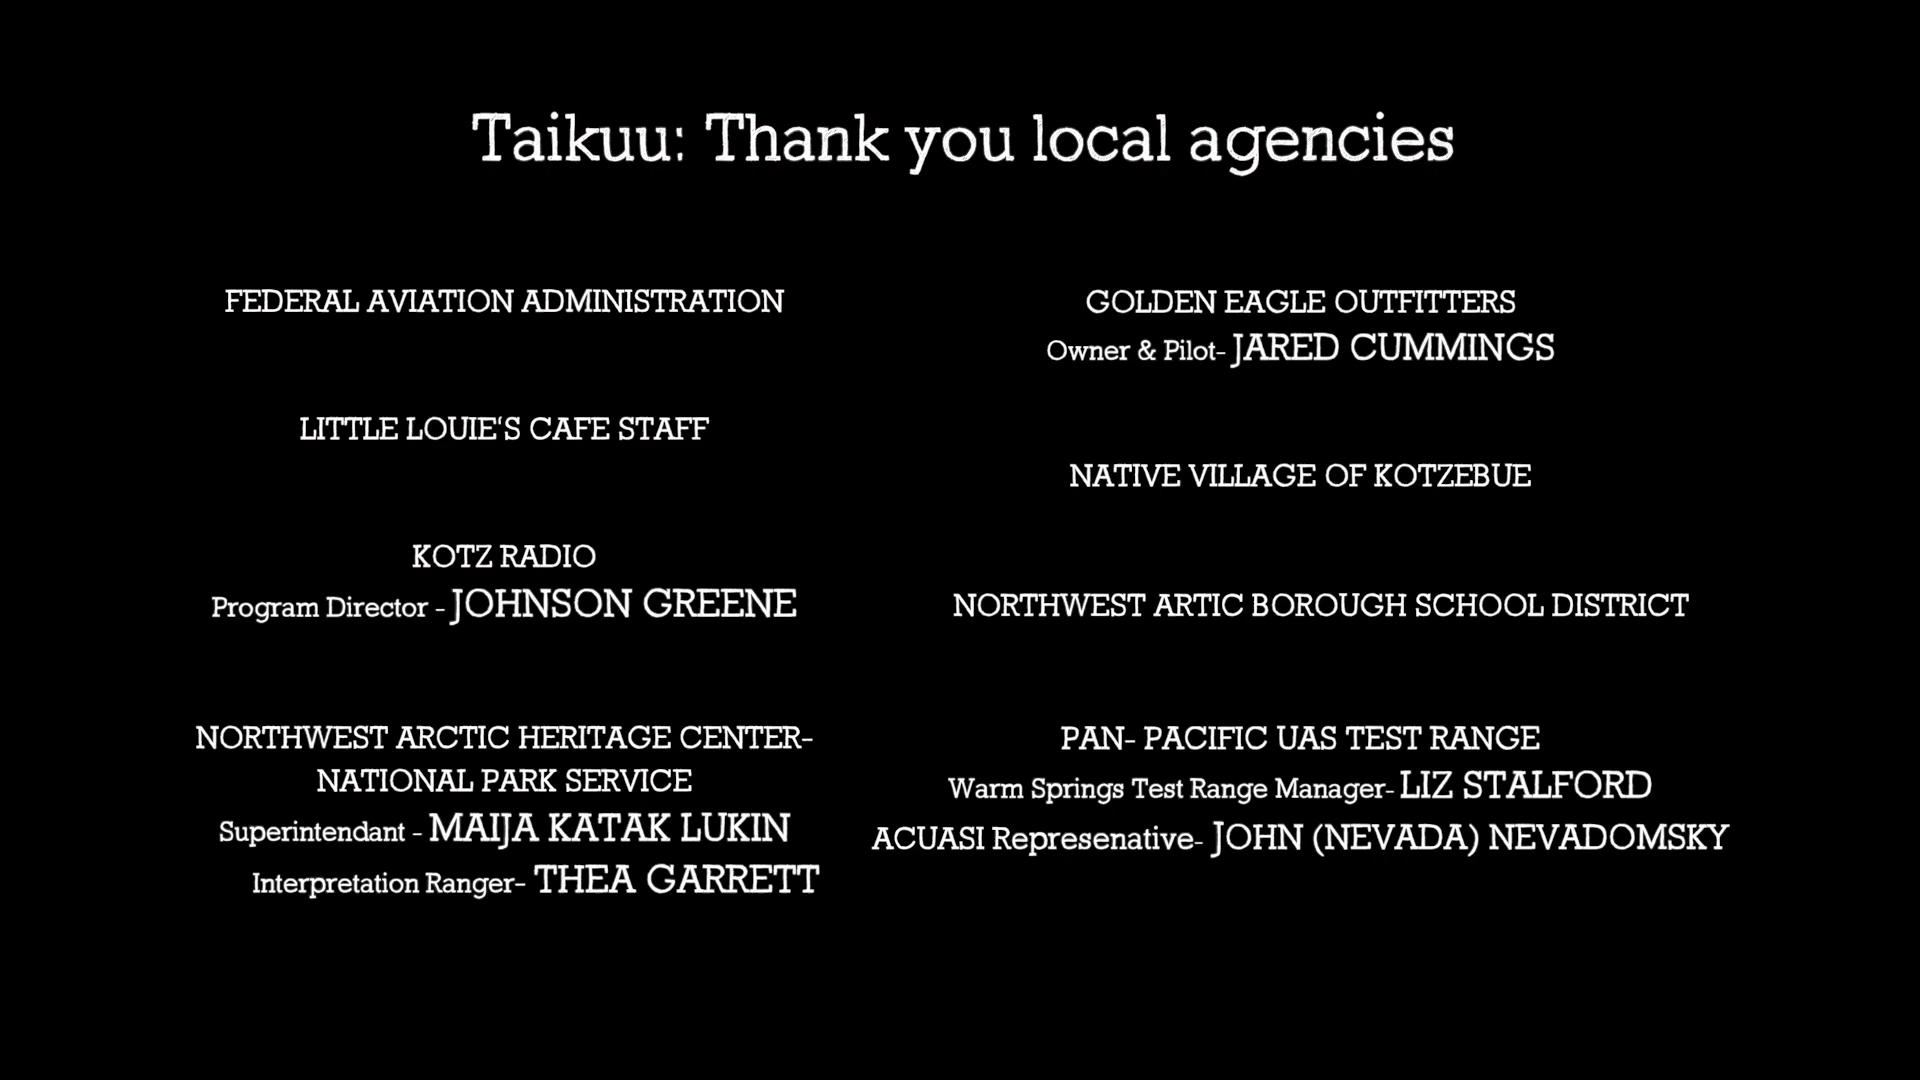 Taikuu: Thank you local agencies
FEDERAL AVIATION ADMINISTRATION
LITTLE LOUIE'S CAFE STAFF
KOTZ RADIO
Program Director - JOHNSON GREENE
NORTHWEST ARCTIC HERITAGE CENTER-
NATIONAL PARK SERVICE
Superintendant - MAIJA KATAK LUKIN
Interpretation Ranger- THEA GARRETT
GOLDEN EAGLE OUTFITTERS
Owner & Pilot- JARED CUMMINGS
NATIVE VILLAGE OF KOTZEBUE
NORTHWEST ARTIC BOROUGH SCHOOL DISTRICT
PAN- PACIFIC UAS TEST RANGE
Warm Springs Test Range Manager- LIZ STALFORD
ACUASI Represenative- JOHN (NEVADA) NEVADOMSKY